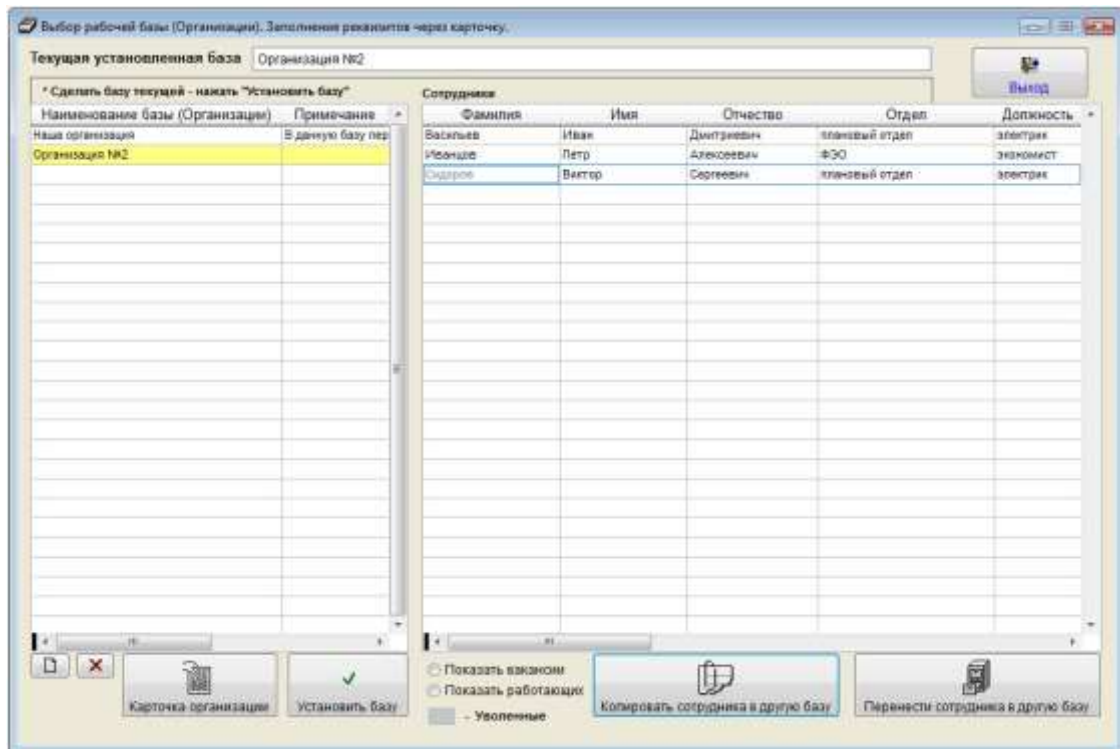 Выбор рабочей базы (Организации). Заполнение реквизитов через карточку.
Текущая установленная база Организация №2
Выход
* Сделать базу текущей - нажать "Установить базу"
Сотрудники
Наименование базы (Организации) Примечание
Фамилия Имя Отчество Отдел Должность
Наша организация В данную базу пер
Васильев Иван Дмитриевич плановый отдел электрик
Организация №2
Иванцов Петр Алексеевич ФЭО экономист
Сидоров Виктор Сергеевич плановый отдел электрик
Показать вакансии
Показать работающих
- Уволенные
Карточка организации
Установить базу
Копировать сотрудника в другую базу
Перенести сотрудника в другую базу